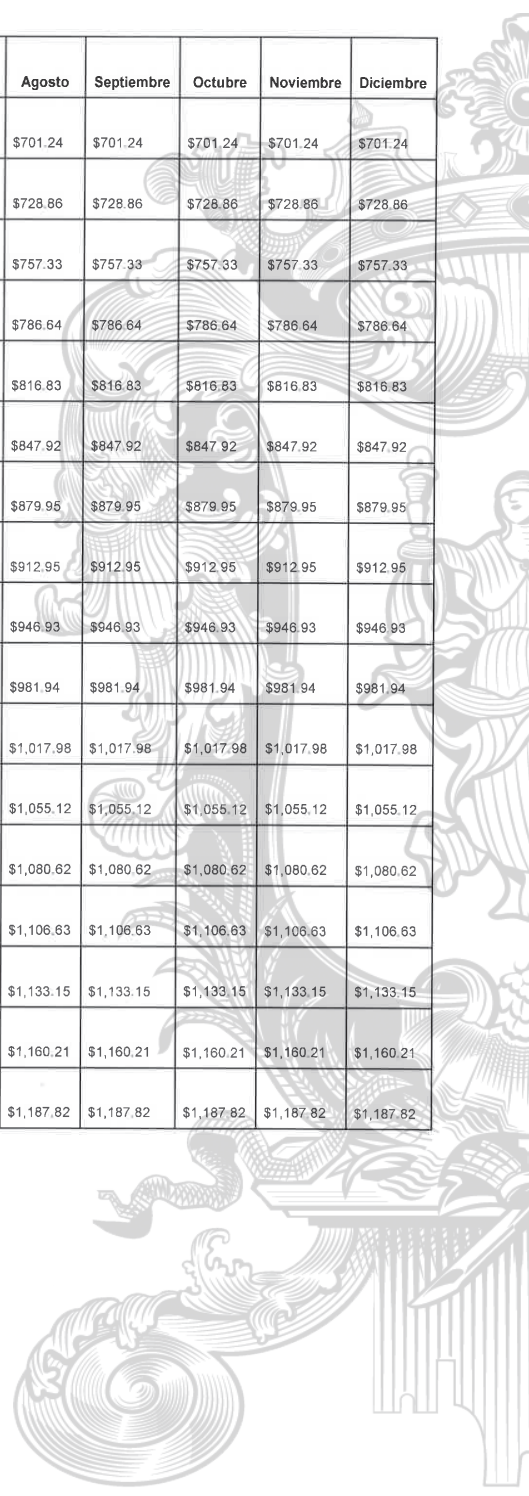 Agosto Septiembre Octubre Noviembre Diciembre
$701.24 $701.24 $701.24 $701.24 $701.24
$728.86 $728.86 $728.86 $728.86 $728.86
$757.33 $757.33 $757.33 $757.33 $757.33
$786.64 $786.64 $786.64 $786.64 $786.64
$816.83 $816.83 $816.83 $816.83 $816.83
$847.92 $847.92 $847.92 $847.92 $847.92
$879.95 $879.95 $879.95 $879.95 $879.95
$912.95 $912.95 $912.95 $912.95 $912.95
$946.93 $946.93 $946.93 $946.93 $946.93
$981.94 $981.94 $981.94 $981.94 $981.94
$1,017.98 $1,017.98 $1,017.98 $1,017.98 $1,017.98
$1,055.12 $1,055.12 $1,055.12 $1,055.12 $1,055.12
$1,080.62 $1,080.62 $1,080.62 $1,080.62 $1,080.62
$1,106.63 $1,106.63 $1,106.63 $1,106.63 $1,106.63
$1,133.15 $1,133.15 $1,133.15 $1,133.15 $1,133.15
$1,160.21 $1,160.21 $1,160.21 $1,160.21 $1,160.21
$1,187.82 $1,187.82 $1,187.82 $1,187.82 $1,187.82